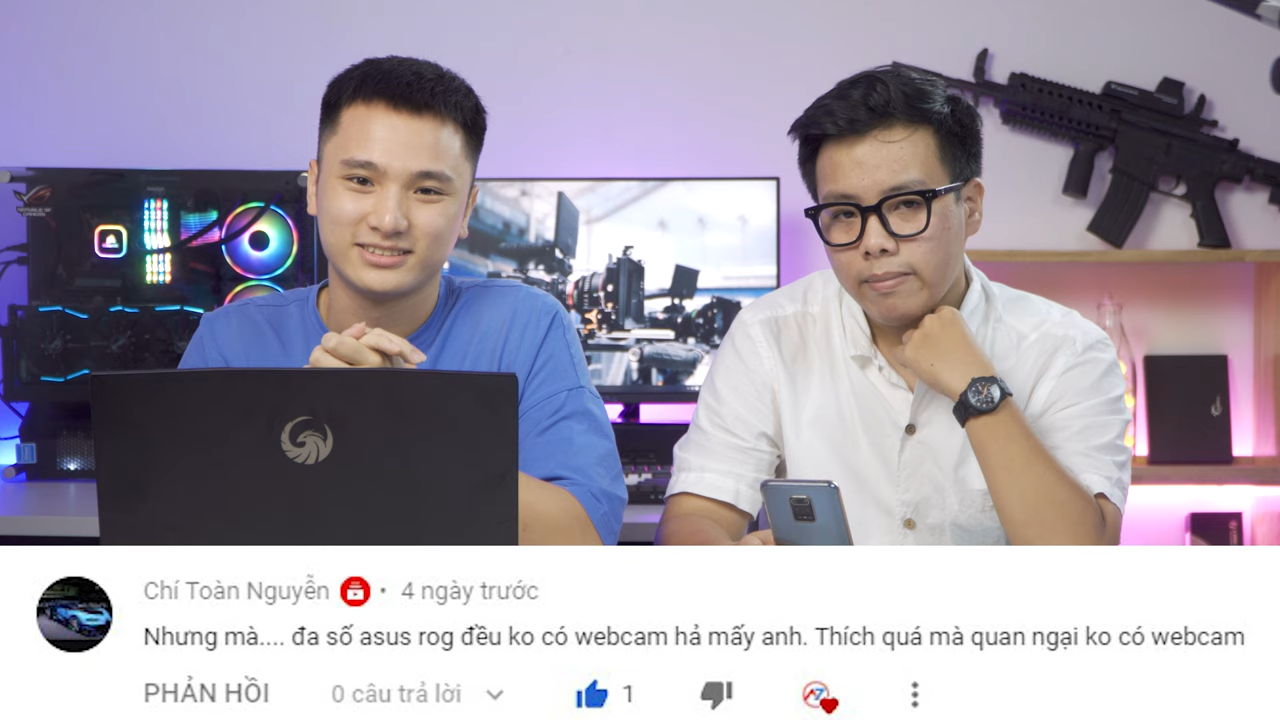 Chí Toàn Nguyễn • 4 ngày trước
Nhưng mà.... đa số asus rog đều ko có webcam hả mấy anh. Thích quá mà quan ngại ko có webcam
PHẢN HỒI 0 câu trả lời 1